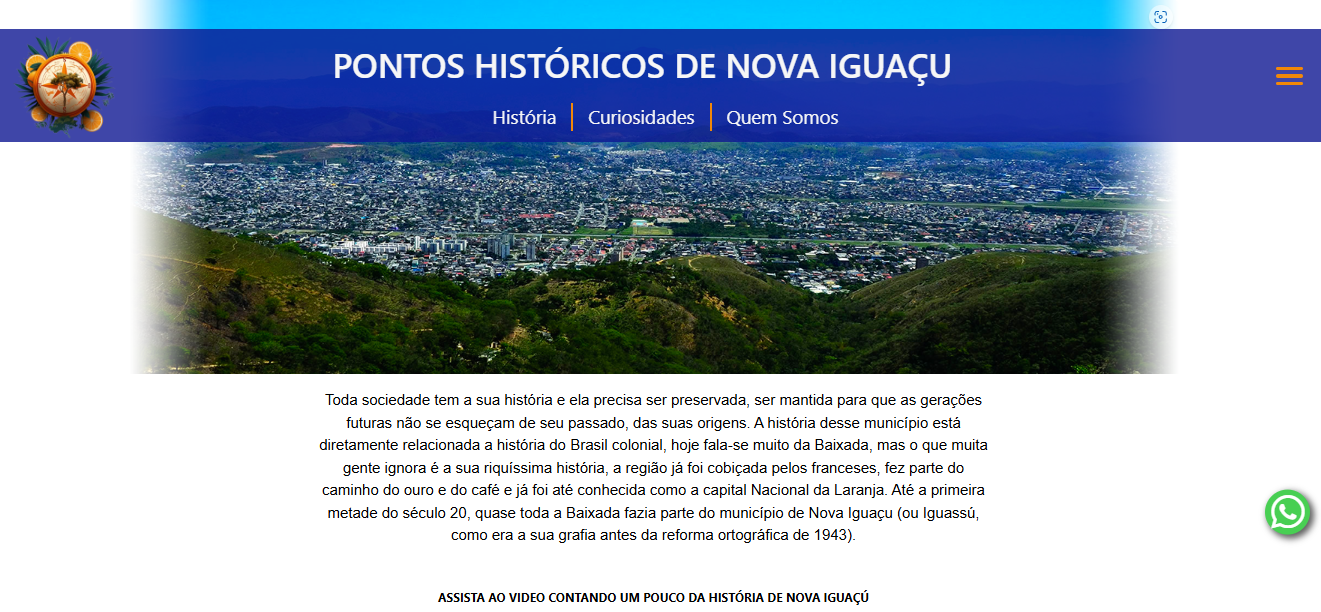 PONTOS HISTÓRICOS DE NOVA IGUAÇU
História
Curiosidades
Quem Somos
Toda sociedade tem a sua história e ela precisa ser preservada, ser mantida para que as gerações
futuras não se esqueçam de seu passado, das suas origens. A história desse município está
diretamente relacionada a história do Brasil colonial, hoje fala-se muito da Baixada, mas o que muita
gente ignora é a sua riquíssima história, a região já foi cobiçada pelos franceses, fez parte do
caminho do ouro e do café e já foi até conhecida como a capital Nacional da Laranja. Até a primeira
metade do século 20, quase toda a Baixada fazia parte do município de Nova Iguaçu (ou Iguassú,
como era a sua grafia antes da reforma ortográfica de 1943).
ASSISTA AO VIDEO CONTANDO UM POUCO DA HISTÓRIA DE NOVA IGUAÇÚ